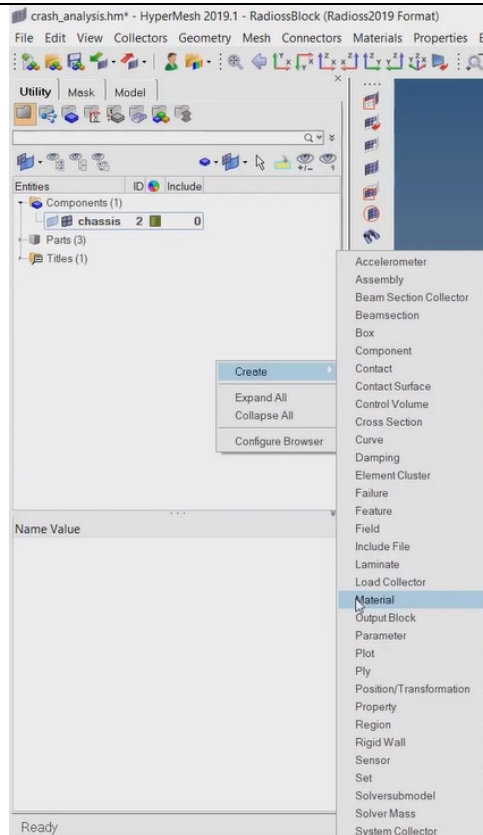 crash_analysis.hm* - HyperMesh 2019.1 - RadiossBlock (Radioss2019 Format)
File Edit View Collectors Geometry Mesh Connectors Materials Properties
Utility Mask Model
Entities ID Include
Components (1)
chassis 2 0
Parts (3)
Titles (1)
Create
Expand All
Collapse All
Configure Browser
Accelerometer
Assembly
Beam Section Collector
Beamsection
Box
Component
Contact
Contact Surface
Control Volume
Cross Section
Curve
Damping
Element Cluster
Failure
Feature
Field
Include File
Laminate
Load Collector
Material
Output Block
Parameter
Plot
Ply
Position/Transformation
Property
Region
Rigid Wall
Sensor
Set
Solversubmodel
Solver Mass
System Collector
Name Value
Ready